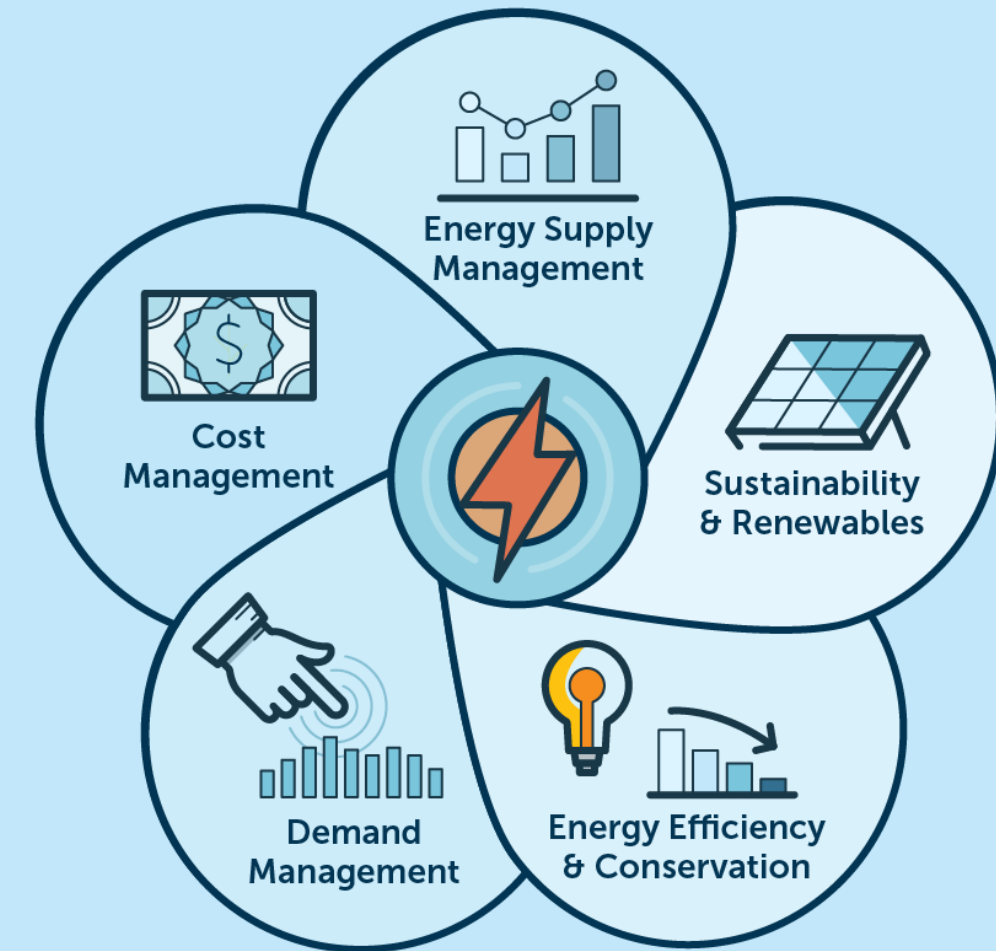 Energy Supply
Management
Cost
Management
$
Sustainability
& Renewables
Demand
Management
Energy Efficiency
& Conservation